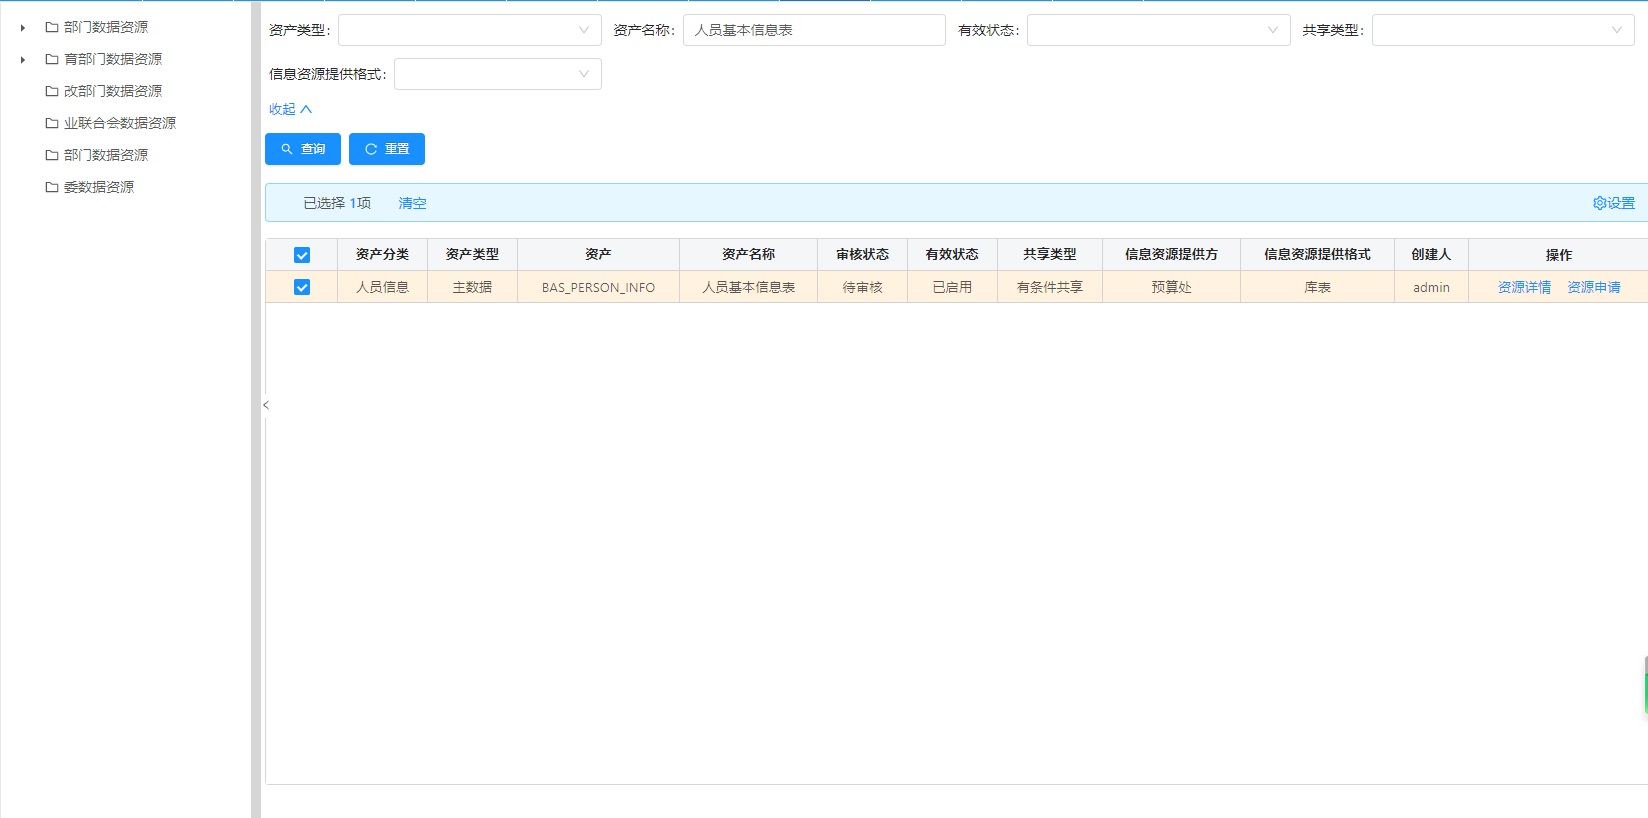 部门数据资源
育部门数据资源
改部门数据资源
业联合会数据资源
部门数据资源
委数据资源
资产类型: 资产名称: 人员基本信息表 有效状态: 共享类型:
信息资源提供格式:
收起
查询 重置
已选择 1项 清空 设置
资产分类 资产类型 资产 资产名称 审核状态 有效状态 共享类型 信息资源提供方 信息资源提供格式 创建人 操作
人员信息 主数据 BAS_PERSON_INFO 人员基本信息表 待审核 已启用 有条件共享 预算处 库表 admin 资源详情 资源申请